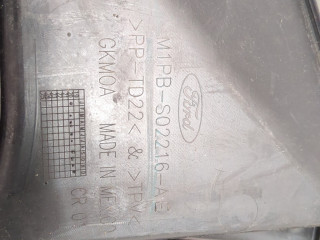 Ford
M1PB-S02216-AE
>PP-TD22< & >TPV<
GKMOA MADE IN MEXICO